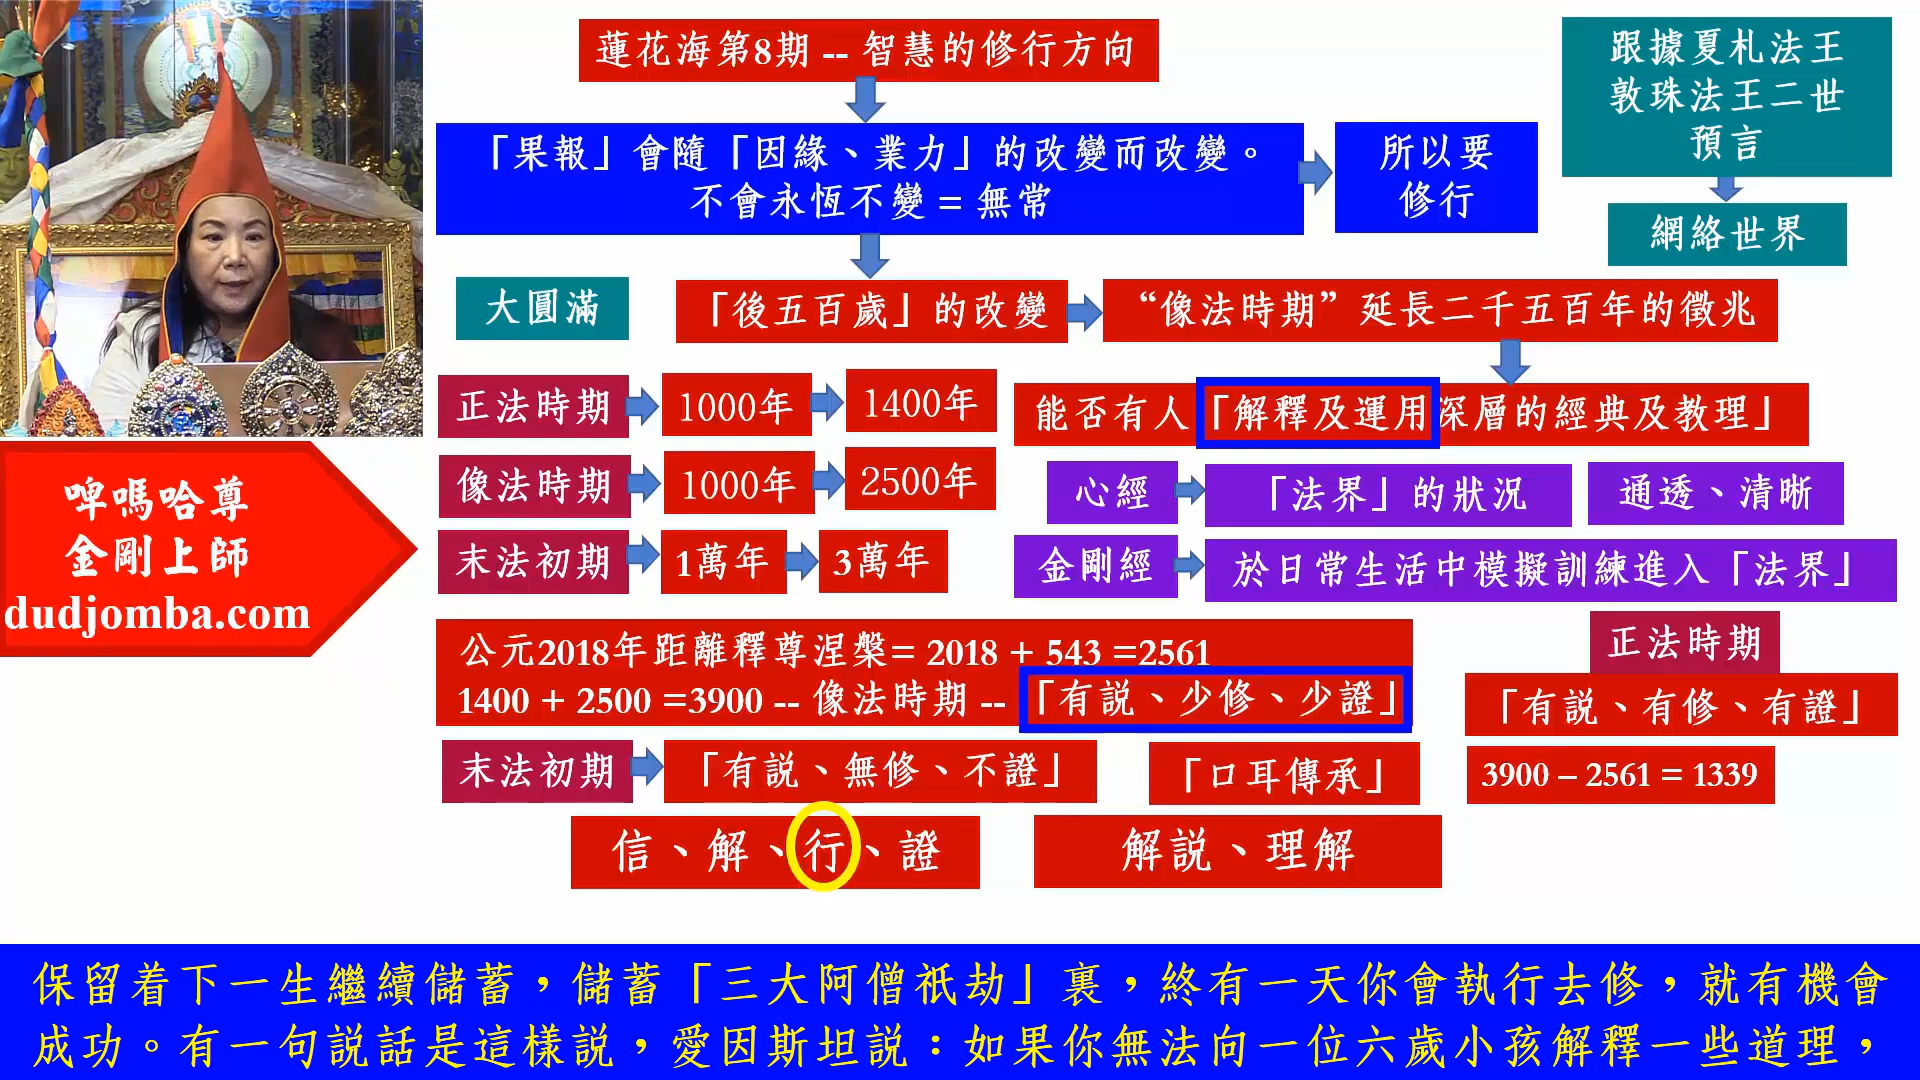 蓮花海第8期 -- 智慧的修行方向
跟據夏札法王
敦珠法王二世
預言
網絡世界
「果報」會隨「因緣、業力」的改變而改變。
不會永恆不變 = 無常
所以要
修行
大圓滿
「後五百歲」的改變
“像法時期”延長二千五百年的徵兆
正法時期
1000年
1400年
能否有人「解釋及運用深層的經典及教理」
像法時期
1000年
2500年
心經
「法界」的狀況
通透、清晰
末法初期
1萬年
3萬年
金剛經
於日常生活中模擬訓練進入「法界」
啤嗎哈尊
金剛上師
dudjomba.com
公元2018年距離釋尊涅槃= 2018 + 543 =2561
1400 + 2500 =3900 -- 像法時期 -- 「有説、少修、少證」
正法時期
「有説、有修、有證」
末法初期
「有説、無修、不證」
「口耳傳承」
3900 – 2561 = 1339
信、解、行、證
解説、理解
保留着下一生繼續儲蓄，儲蓄「三大阿僧祇劫」裏，終有一天你會執行去修，就有機會
成功。有一句説話是這樣説，愛因斯坦説：如果你無法向一位六歲小孩解釋一些道理，